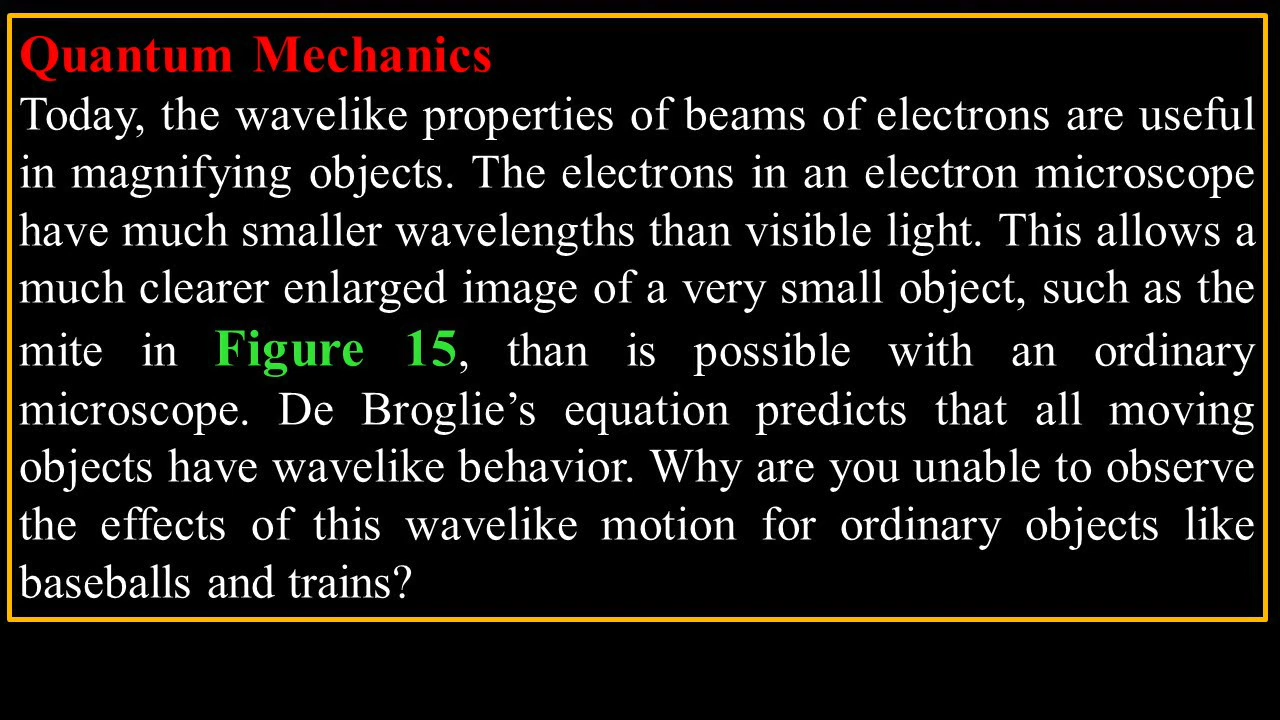 Quantum Mechanics
Today, the wavelike properties of beams of electrons are useful
in magnifying objects. The electrons in an electron microscope
have much smaller wavelengths than visible light. This allows a
much clearer enlarged image of a very small object, such as the
mite in Figure 15, than is possible with an ordinary
microscope. De Broglie’s equation predicts that all moving
objects have wavelike behavior. Why are you unable to observe
the effects of this wavelike motion for ordinary objects like
baseballs and trains?